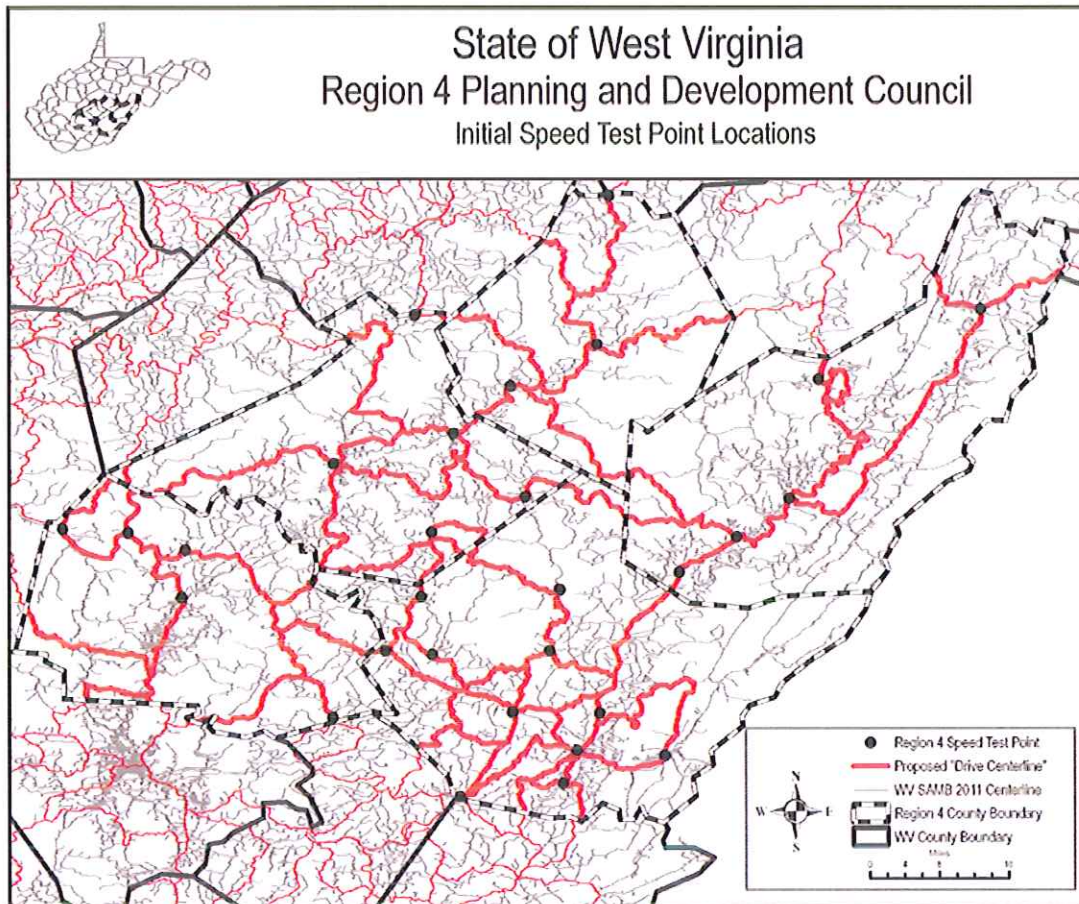 State of West Virginia
Region 4 Planning and Development Council
Initial Speed Test Point Locations
Region 4 Speed Test Point
Proposed "Drive Centerline"
WV SAMB 2011 Centerline
Region 4 County Boundary
WV County Boundary
N
W E
S
Miles
0 4 8 16